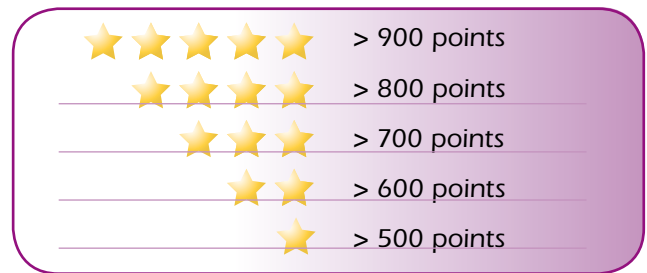 > 900 points
> 800 points
> 700 points
> 600 points
> 500 points